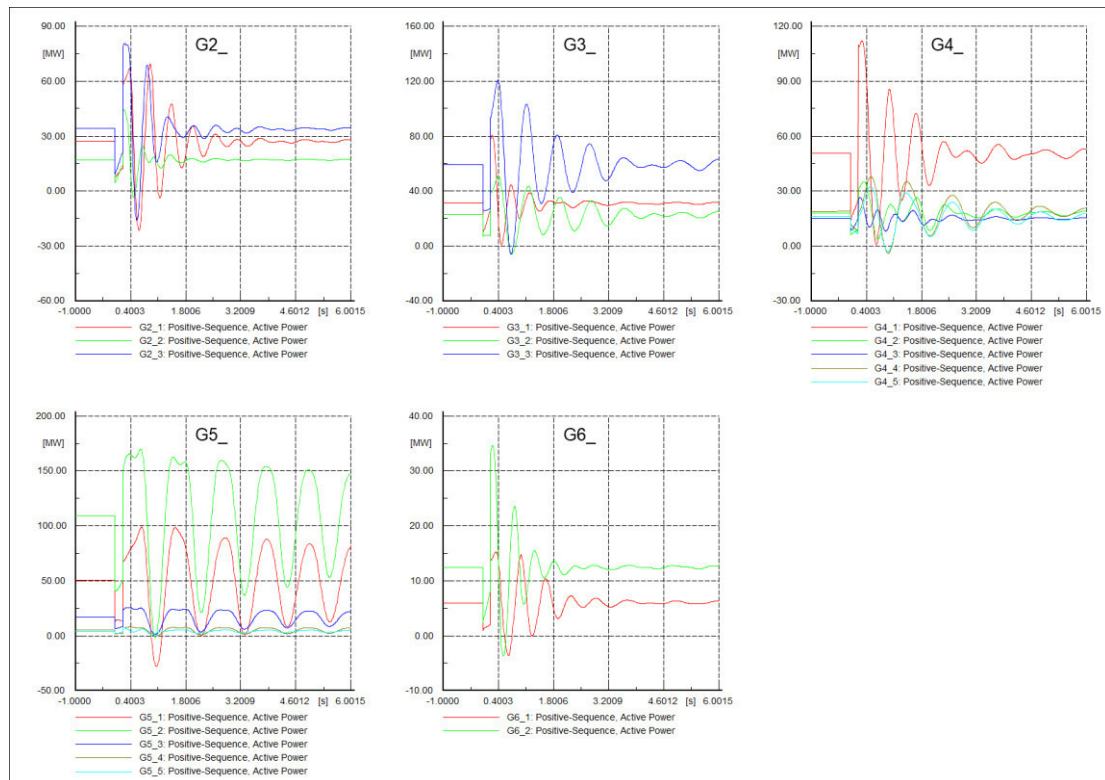 90.00 120.00
[MW] G2_ 160.00 [MW] G4_
[MW] G3_
60.00 120.00 90.00
30.00 80.00 60.00
0.00 40.00 30.00
-30.00 0.00 0.00
-60.00 -40.00 -30.00
-1.0000 0.4003 1.8006 3.2009 4.6012 [s] 6.0015 -1.0000 0.4003 1.8006 3.2009 4.6012 [s] 6.0015 -1.0000 0.4003 1.8006 3.2009 4.6012 [s] 6.0015
G2_1: Positive-Sequence, Active Power G3_1: Positive-Sequence, Active Power G4_1: Positive-Sequence, Active Power
G2_2: Positive-Sequence, Active Power G3_2: Positive-Sequence, Active Power G4_2: Positive-Sequence, Active Power
G2_3: Positive-Sequence, Active Power G3_3: Positive-Sequence, Active Power G4_3: Positive-Sequence, Active Power
G4_4: Positive-Sequence, Active Power
G4_5: Positive-Sequence, Active Power
200.00 40.00
[MW] G5_ [MW] G6_
150.00 30.00
100.00 20.00
50.00 10.00
0.00 0.00
-50.00 -10.00
-1.0000 0.4003 1.8006 3.2009 4.6012 [s] 6.0015 -1.0000 0.4003 1.8006 3.2009 4.6012 [s] 6.0015
G5_1: Positive-Sequence, Active Power G6_1: Positive-Sequence, Active Power
G5_2: Positive-Sequence, Active Power G6_2: Positive-Sequence, Active Power
G5_3: Positive-Sequence, Active Power
G5_4: Positive-Sequence, Active Power
G5_5: Positive-Sequence, Active Power